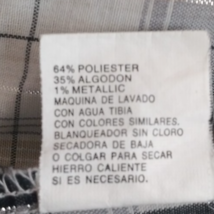 64% POLIESTER
35% ALGODON
1% METALLIC
MAQUINA DE LAVADO
CON AGUA TIBIA
CON COLORES SIMILARES.
BLANQUEADOR SIN CLORO
SECADORA DE BAJA
O COLGAR PARA SECAR
HIERRO CALIENTE
SI ES NECESARIO.